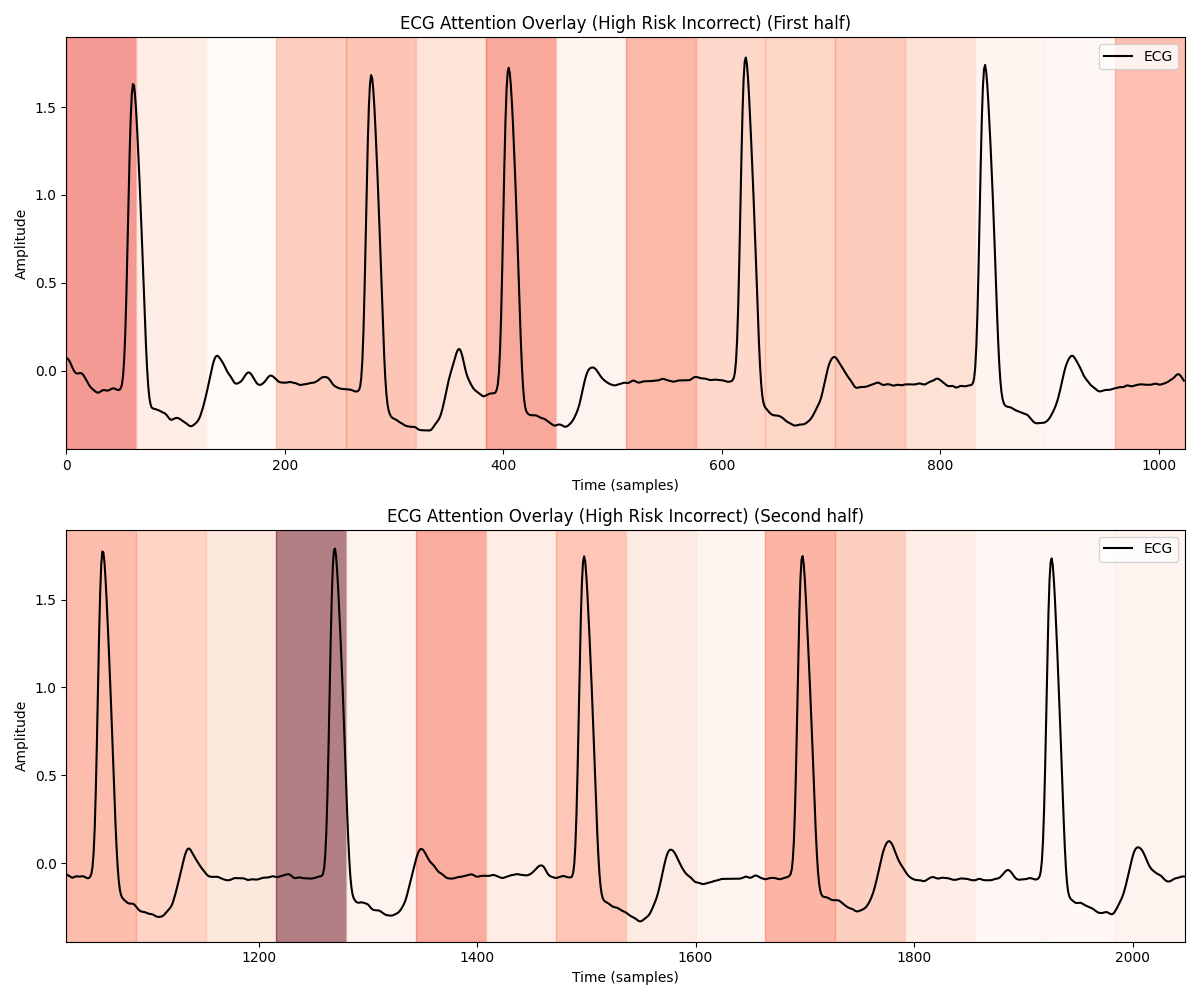 ECG Attention Overlay (High Risk Incorrect) (First half)
ECG
Amplitude
1.5
1.0
0.5
0.0
0 200 400 600 800 1000
Time (samples)
ECG Attention Overlay (High Risk Incorrect) (Second half)
ECG
Amplitude
1.5
1.0
0.5
0.0
1200 1400 1600 1800 2000
Time (samples)